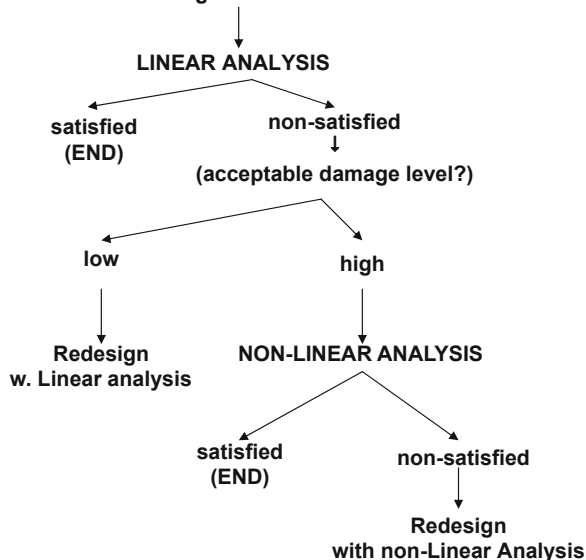 LINEAR ANALYSIS
satisfied
(END)
non-satisfied
(acceptable damage level?)
low
high
Redesign
w. Linear analysis
NON-LINEAR ANALYSIS
satisfied
(END)
non-satisfied
Redesign
with non-Linear Analysis